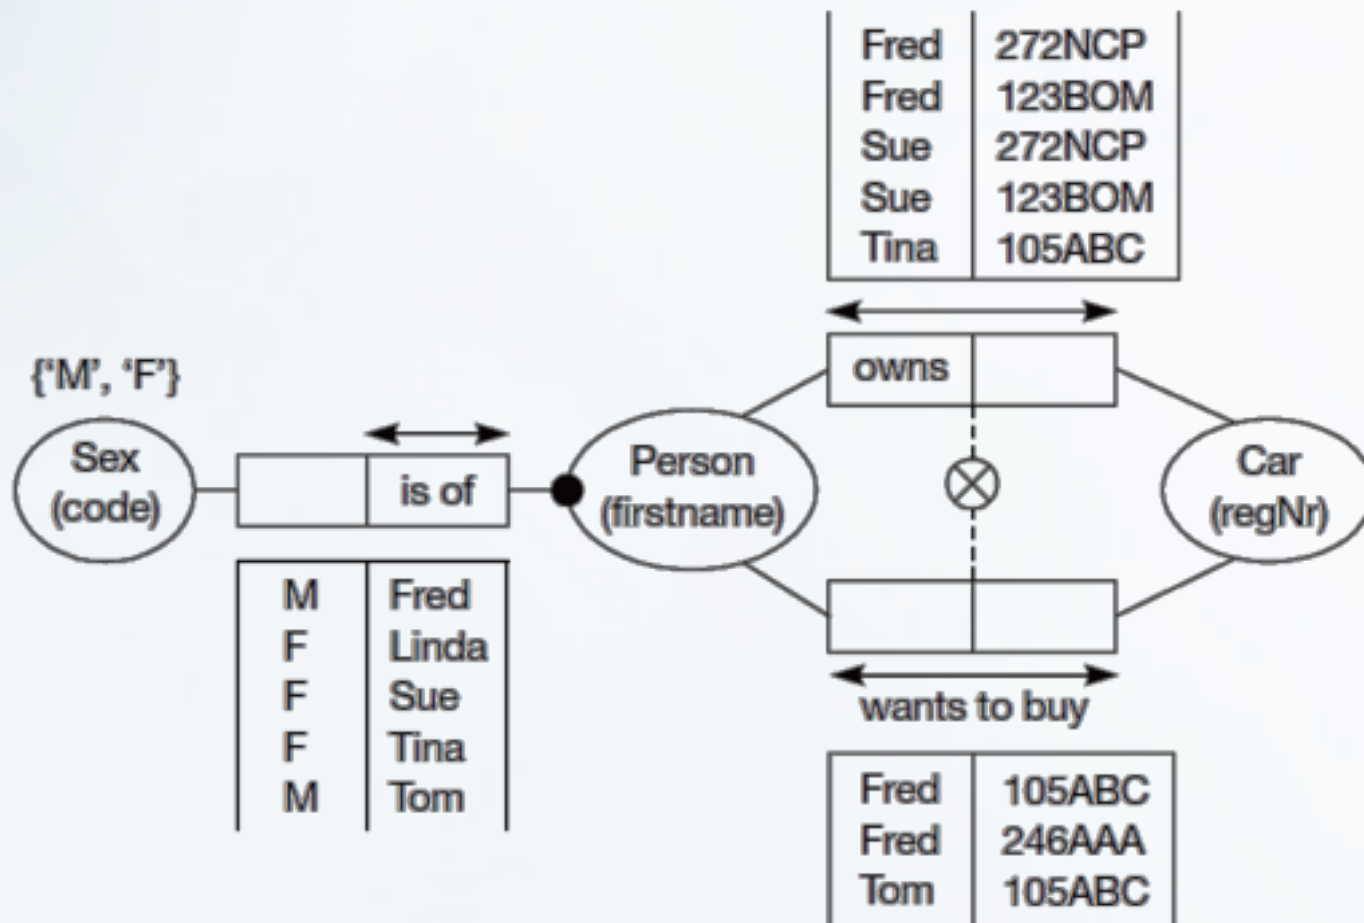 Fred 272NCP
Fred 123BOM
Sue 272NCP
Sue 123BOM
Tina 105ABC
{‘M’, ‘F’}
owns
Sex
(code)
is of
Person
(firstname)
Car
(regNr)
M Fred
F Linda
F Sue
F Tina
M Tom
wants to buy
Fred 105ABC
Fred 246AAA
Tom 105ABC